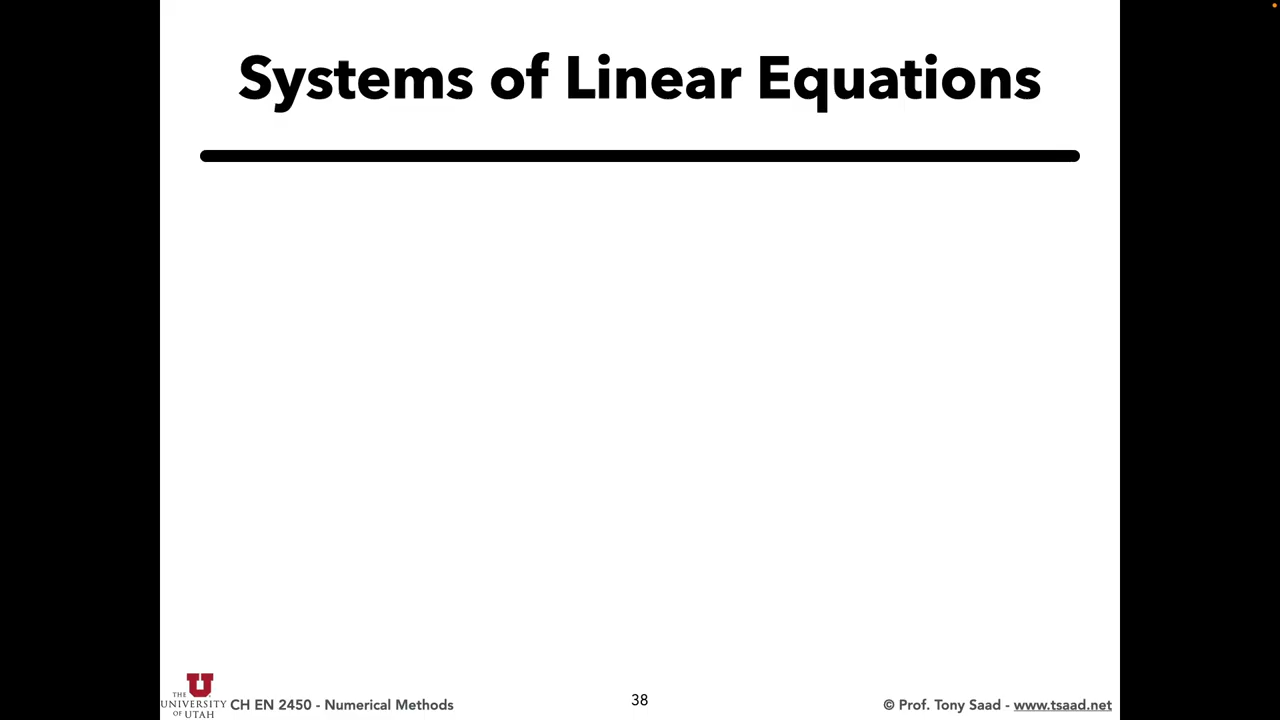 Systems of Linear Equations
U
THE
UNIVERSITY
OF UTAH
CH EN 2450 - Numerical Methods
38
© Prof. Tony Saad - www.tsaad.net